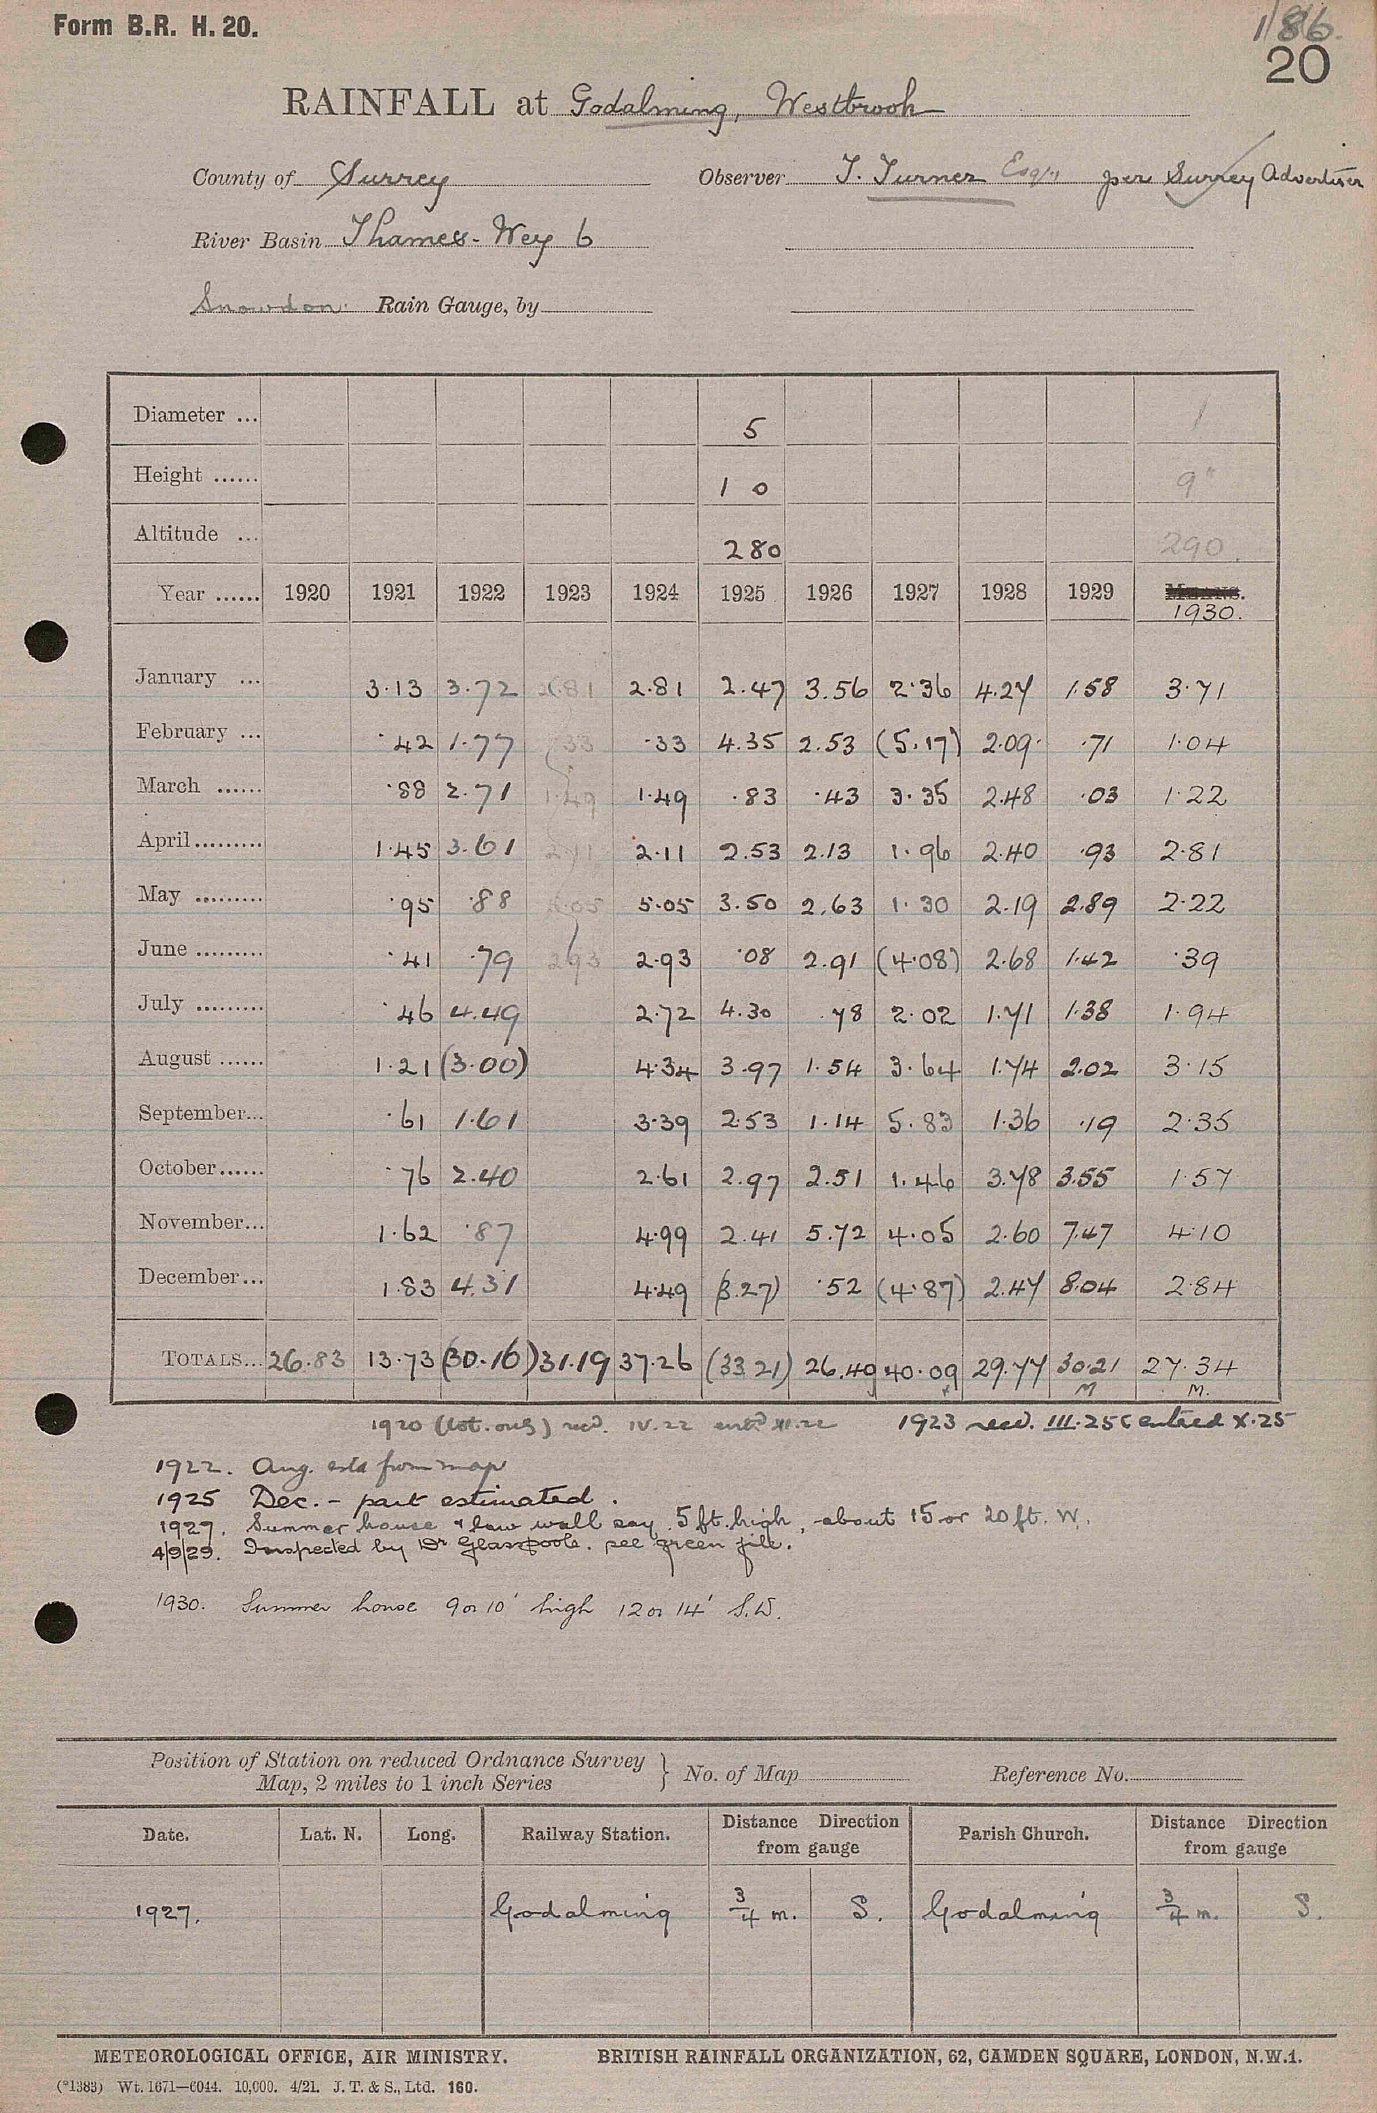 Form B.R. H. 20.
186.
20
RAINFALL at Godalming, Westbrook
County of Surrey Observer T. Turner Esq. per Surrey Advertiser
River Basin Thames - Wey 6
Snowdon Rain Gauge, by
Diameter ... 5 1
Height ...... 1 0 9"
Altitude ... 280 290.
Year ...... 1920 1921 1922 1923 1924 1925 1926 1927 1928 1929 MEANS.
1930.
January ... 3.13 3.72 2.81 2.81 2.47 3.56 2.36 4.27 1.58 3.71
February ... .42 1.77 .33 .33 4.35 2.53 (5.17) 2.09 .71 1.04
March ...... .88 2.71 1.49 1.49 .83 .43 3.35 2.48 .03 1.22
April ......... 1.45 3.61 2.11 2.11 2.53 2.13 1.96 2.40 .93 2.81
May ......... .95 .88 5.05 5.05 3.50 2.63 1.30 2.19 2.89 2.22
June ......... .41 .79 2.93 2.93 .08 2.91 (4.08) 2.68 1.42 .39
July ......... .46 4.49 2.72 4.30 .78 2.02 1.71 1.38 1.94
August ...... 1.21 (3.00) 4.34 3.97 1.54 3.64 1.74 2.02 3.15
September... .61 1.61 3.39 2.53 1.14 5.83 1.36 .19 2.35
October...... .76 2.40 2.61 2.97 2.51 1.46 3.78 3.55 1.57
November... 1.62 .87 4.99 2.41 5.72 4.05 2.60 7.47 4.10
December... 1.83 4.31 4.49 (3.27) .52 (4.87) 2.47 8.04 2.84
TOTALS... 26.83 13.73 (30.16) 31.19 37.26 (33.21) 26.40 40.09 29.77 30.21 27.34
M M.
1920 recd. IV.22 entd XI.22 1923 recd. III.25 & entred X.25
1922. Aug. estd from map
1925 Dec. - part estimated.
1927. Summer house & low wall say 5 ft. high, about 15 or 20 ft. W.
4/9/29. Inspected by Dr Glasspoole. see green file.
1930. Summer house 9 or 10' high 12 or 14' S.W.
Position of Station on reduced Ordnance Survey
Map, 2 miles to 1 inch Series } No. of Map Reference No.
Date. Lat. N. Long. Railway Station. Distance from gauge Direction Parish Church. Distance from gauge Direction
1927. Godalming 3/4 m. S. Godalming 3/4 m. S.
METEOROLOGICAL OFFICE, AIR MINISTRY. BRITISH RAINFALL ORGANIZATION, 62, CAMDEN SQUARE, LONDON, N.W.1.
(*1383) Wt. 1671—6044. 10,000. 4/21. J. T. & S., Ltd. 160.